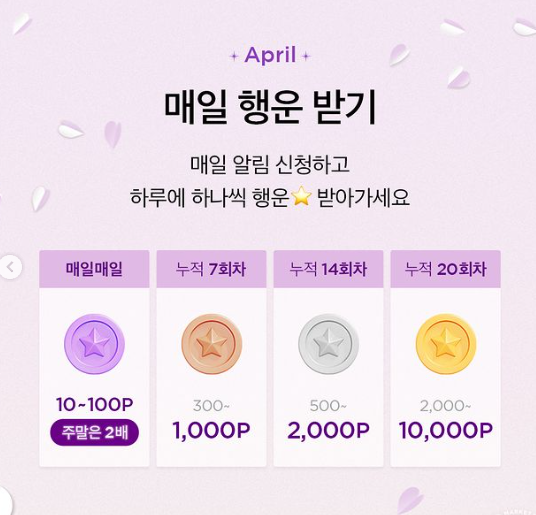 April
매일 행운 받기
매일 알림 신청하고
하루에 하나씩 행운⭐ 받아가세요
매일매일
10~100P
주말은 2배
누적 7회차
300~
1,000P
누적 14회차
500~
2,000P
누적 20회차
2,000~
10,000P